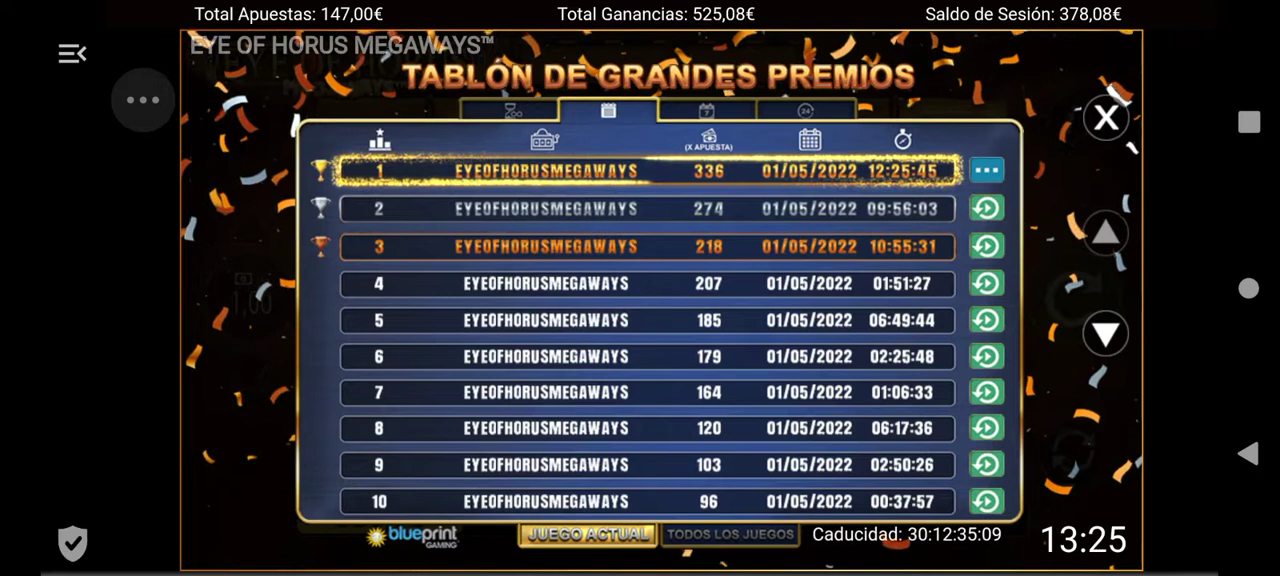 Total Apuestas: 147,00€ Total Ganancias: 525,08€ Saldo de Sesión: 378,08€
EYE OF HORUS MEGAWAYS™
TABLÓN DE GRANDES PREMIOS
7 24
(X APUESTA)
1 EYEOFHORUSMEGAWAYS 336 01/05/2022 12:25:45
2 EYEOFHORUSMEGAWAYS 274 01/05/2022 09:56:03
3 EYEOFHORUSMEGAWAYS 218 01/05/2022 10:55:31
4 EYEOFHORUSMEGAWAYS 207 01/05/2022 01:51:27
5 EYEOFHORUSMEGAWAYS 185 01/05/2022 06:49:44
6 EYEOFHORUSMEGAWAYS 179 01/05/2022 02:25:48
7 EYEOFHORUSMEGAWAYS 164 01/05/2022 01:06:33
8 EYEOFHORUSMEGAWAYS 120 01/05/2022 06:17:36
9 EYEOFHORUSMEGAWAYS 103 01/05/2022 02:50:26
10 EYEOFHORUSMEGAWAYS 96 01/05/2022 00:37:57
1,00
blueprint GAMING JUEGO ACTUAL TODOS LOS JUEGOS Caducidad: 30:12:35:09 13:25